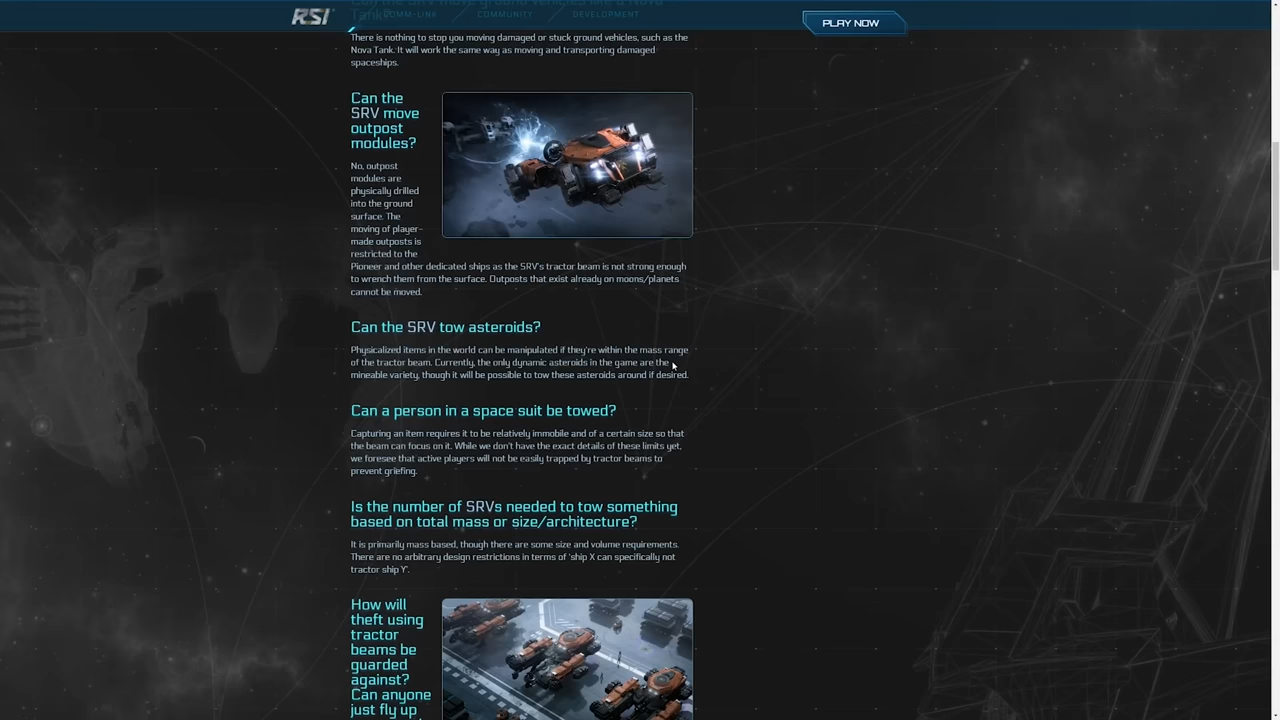 Can the SRV move ground vehicles like a Nova
Tank?
RSI
COMM-LINK
COMMUNITY
DEVELOPMENT
PLAY NOW
There is nothing to stop you moving damaged or stuck ground vehicles, such as the
Nova Tank. It will work the same way as moving and transporting damaged
spaceships.
Can the
SRV move
outpost
modules?
No, outpost
modules are
physically drilled
into the ground
surface. The
moving of player-
made outposts is
restricted to the
Pioneer and other dedicated ships as the SRV's tractor beam is not strong enough
to wrench them from the surface. Outposts that exist already on moons/planets
cannot be moved.
Can the SRV tow asteroids?
Physicalized items in the world can be manipulated if they're within the mass range
of the tractor beam. Currently, the only dynamic asteroids in the game are the
mineable variety, though it will be possible to tow these asteroids around if desired.
Can a person in a space suit be towed?
Capturing an item requires it to be relatively immobile and of a certain size so that
the beam can focus on it. While we don't have the exact details of these limits yet,
we foresee that active players will not be easily trapped by tractor beams to
prevent griefing.
Is the number of SRVs needed to tow something
based on total mass or size/architecture?
It is primarily mass based, though there are some size and volume requirements.
There are no arbitrary design restrictions in terms of 'ship X can specifically not
tractor ship Y'.
How will
theft using
tractor
beams be
guarded
against?
Can anyone
just fly up